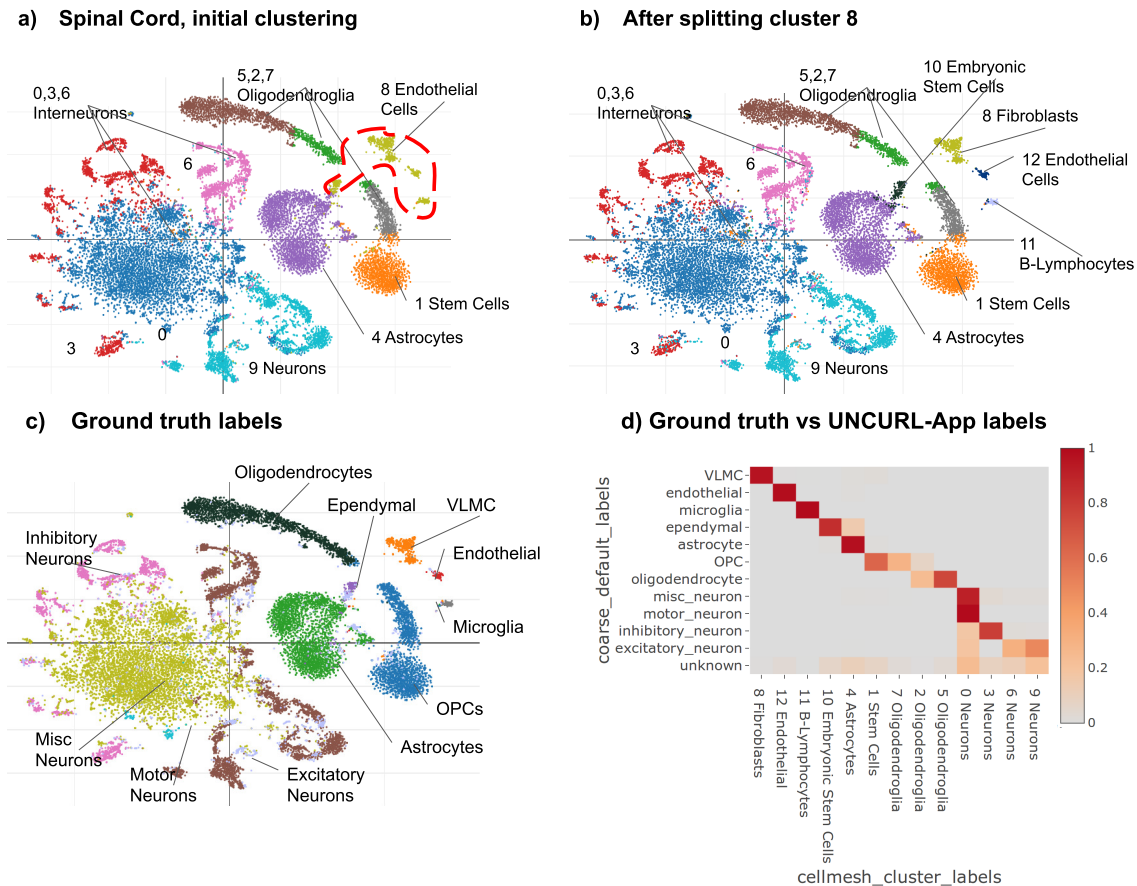 a) Spinal Cord, initial clustering
0,3,6
Interneurons
5,2,7
Oligodendroglia
8 Endothelial
Cells
6
1 Stem Cells
4 Astrocytes
0
3
9 Neurons
b) After splitting cluster 8
0,3,6
Interneurons
5,2,7
Oligodendroglia
10 Embryonic
Stem Cells
8 Fibroblasts
12 Endothelial
Cells
6
11
B-Lymphocytes
1 Stem Cells
4 Astrocytes
0
3
9 Neurons
c) Ground truth labels
Oligodendrocytes
Ependymal
VLMC
Inhibitory
Neurons
Endothelial
Microglia
OPCs
Astrocytes
Misc
Neurons
Motor
Neurons
Excitatory
Neurons
d) Ground truth vs UNCURL-App labels
coarse_default_labels
VLMC
endothelial
microglia
ependymal
astrocyte
OPC
oligodendrocyte
misc_neuron
motor_neuron
inhibitory_neuron
excitatory_neuron
unknown
8 Fibroblasts
12 Endothelial
11 B-Lymphocytes
10 Embryonic Stem Cells
4 Astrocytes
1 Stem Cells
7 Oligodendroglia
2 Oligodendroglia
5 Oligodendroglia
0 Neurons
3 Neurons
6 Neurons
9 Neurons
cellmesh_cluster_labels
1
0.8
0.6
0.4
0.2
0